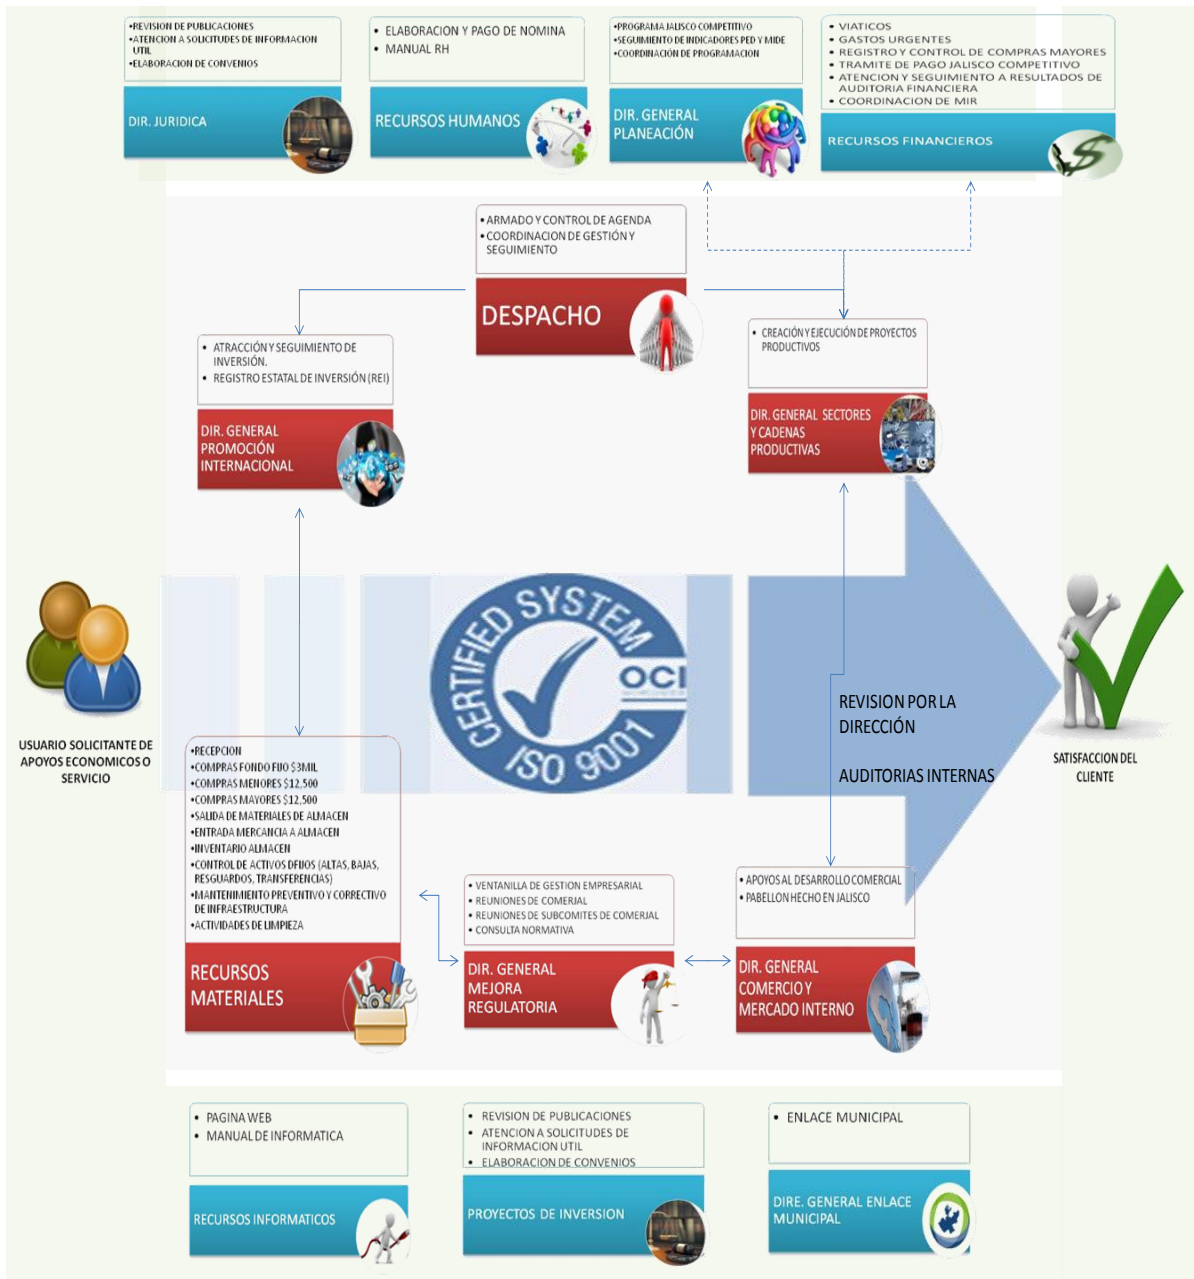 •REVISION DE PUBLICACIONES
•ATENCION A SOLICITUDES DE INFORMACION
UTIL
•ELABORACION DE CONVENIOS
DIR. JURIDICA
• ELABORACION Y PAGO DE NOMINA
• MANUAL RH
RECURSOS HUMANOS
•PROGRAMA JALISCO COMPETITIVO
•SEGUIMIENTO DE INDICADORES PED Y MIDE
•COORDINACIÓN DE PROGRAMACION
DIR. GENERAL
PLANEACIÓN
• VIATICOS
• GASTOS URGENTES
• REGISTRO Y CONTROL DE COMPRAS MAYORES
• TRAMITE DE PAGO JALISCO COMPETITIVO
• ATENCION Y SEGUIMIENTO A RESULTADOS DE
AUDITORIA FINANCIERA
• COORDINACION DE MIR
RECURSOS FINANCIEROS
•ARMADO Y CONTROL DE AGENDA
•COORDINACION DE GESTIÓN Y
SEGUIMIENTO
DESPACHO
• ATRACCIÓN Y SEGUIMIENTO DE
INVERSIÓN.
• REGISTRO ESTATAL DE INVERSIÓN (REI)
DIR. GENERAL
PROMOCIÓN
INTERNACIONAL
• CREACIÓN Y EJECUCIÓN DE PROYECTOS
PRODUCTIVOS
DIR. GENERAL SECTORES
Y CADENAS
PRODUCTIVAS
USUARIO SOLICITANTE DE
APOYOS ECONOMICOS O
SERVICIO
CERTIFIED SYSTEM
OCI
ISO 9001
REVISION POR LA
DIRECCIÓN
AUDITORIAS INTERNAS
SATISFACCION DEL
CLIENTE
•RECEPCION
•COMPRAS FONDO FIJO $3MIL
•COMPRAS MENORES $12,500
•COMPRAS MAYORES $12,500
•SALIDA DE MATERIALES DE ALMACEN
•ENTRADA MERCANCIA A ALMACEN
•INVENTARIO ALMACEN
•CONTROL DE ACTIVOS DFIJOS (ALTAS, BAJAS,
RESGUARDOS, TRANSFERENCIAS)
•MANTENIMIENTO PREVENTIVO Y CORRECTIVO
DE INFRAESTRUCTURA
•ACTIVIDADES DE LIMPIEZA
RECURSOS
MATERIALES
• VENTANILLA DE GESTION EMPRESARIAL
• REUNIONES DE COMERJAL
• REUNIONES DE SUBCOMITES DE COMERJAL
• CONSULTA NORMATIVA
DIR. GENERAL
MEJORA
REGULATORIA
• APOYOS AL DESARROLLO COMERCIAL
• PABELLON HECHO EN JALISCO
DIR. GENERAL
COMERCIO Y
MERCADO INTERNO
• PAGINA WEB
• MANUAL DE INFORMATICA
RECURSOS INFORMATICOS
• REVISION DE PUBLICACIONES
• ATENCION A SOLICITUDES DE
INFORMACION UTIL
• ELABORACION DE CONVENIOS
PROYECTOS DE INVERSION
• ENLACE MUNICIPAL
DIRE. GENERAL ENLACE
MUNICIPAL